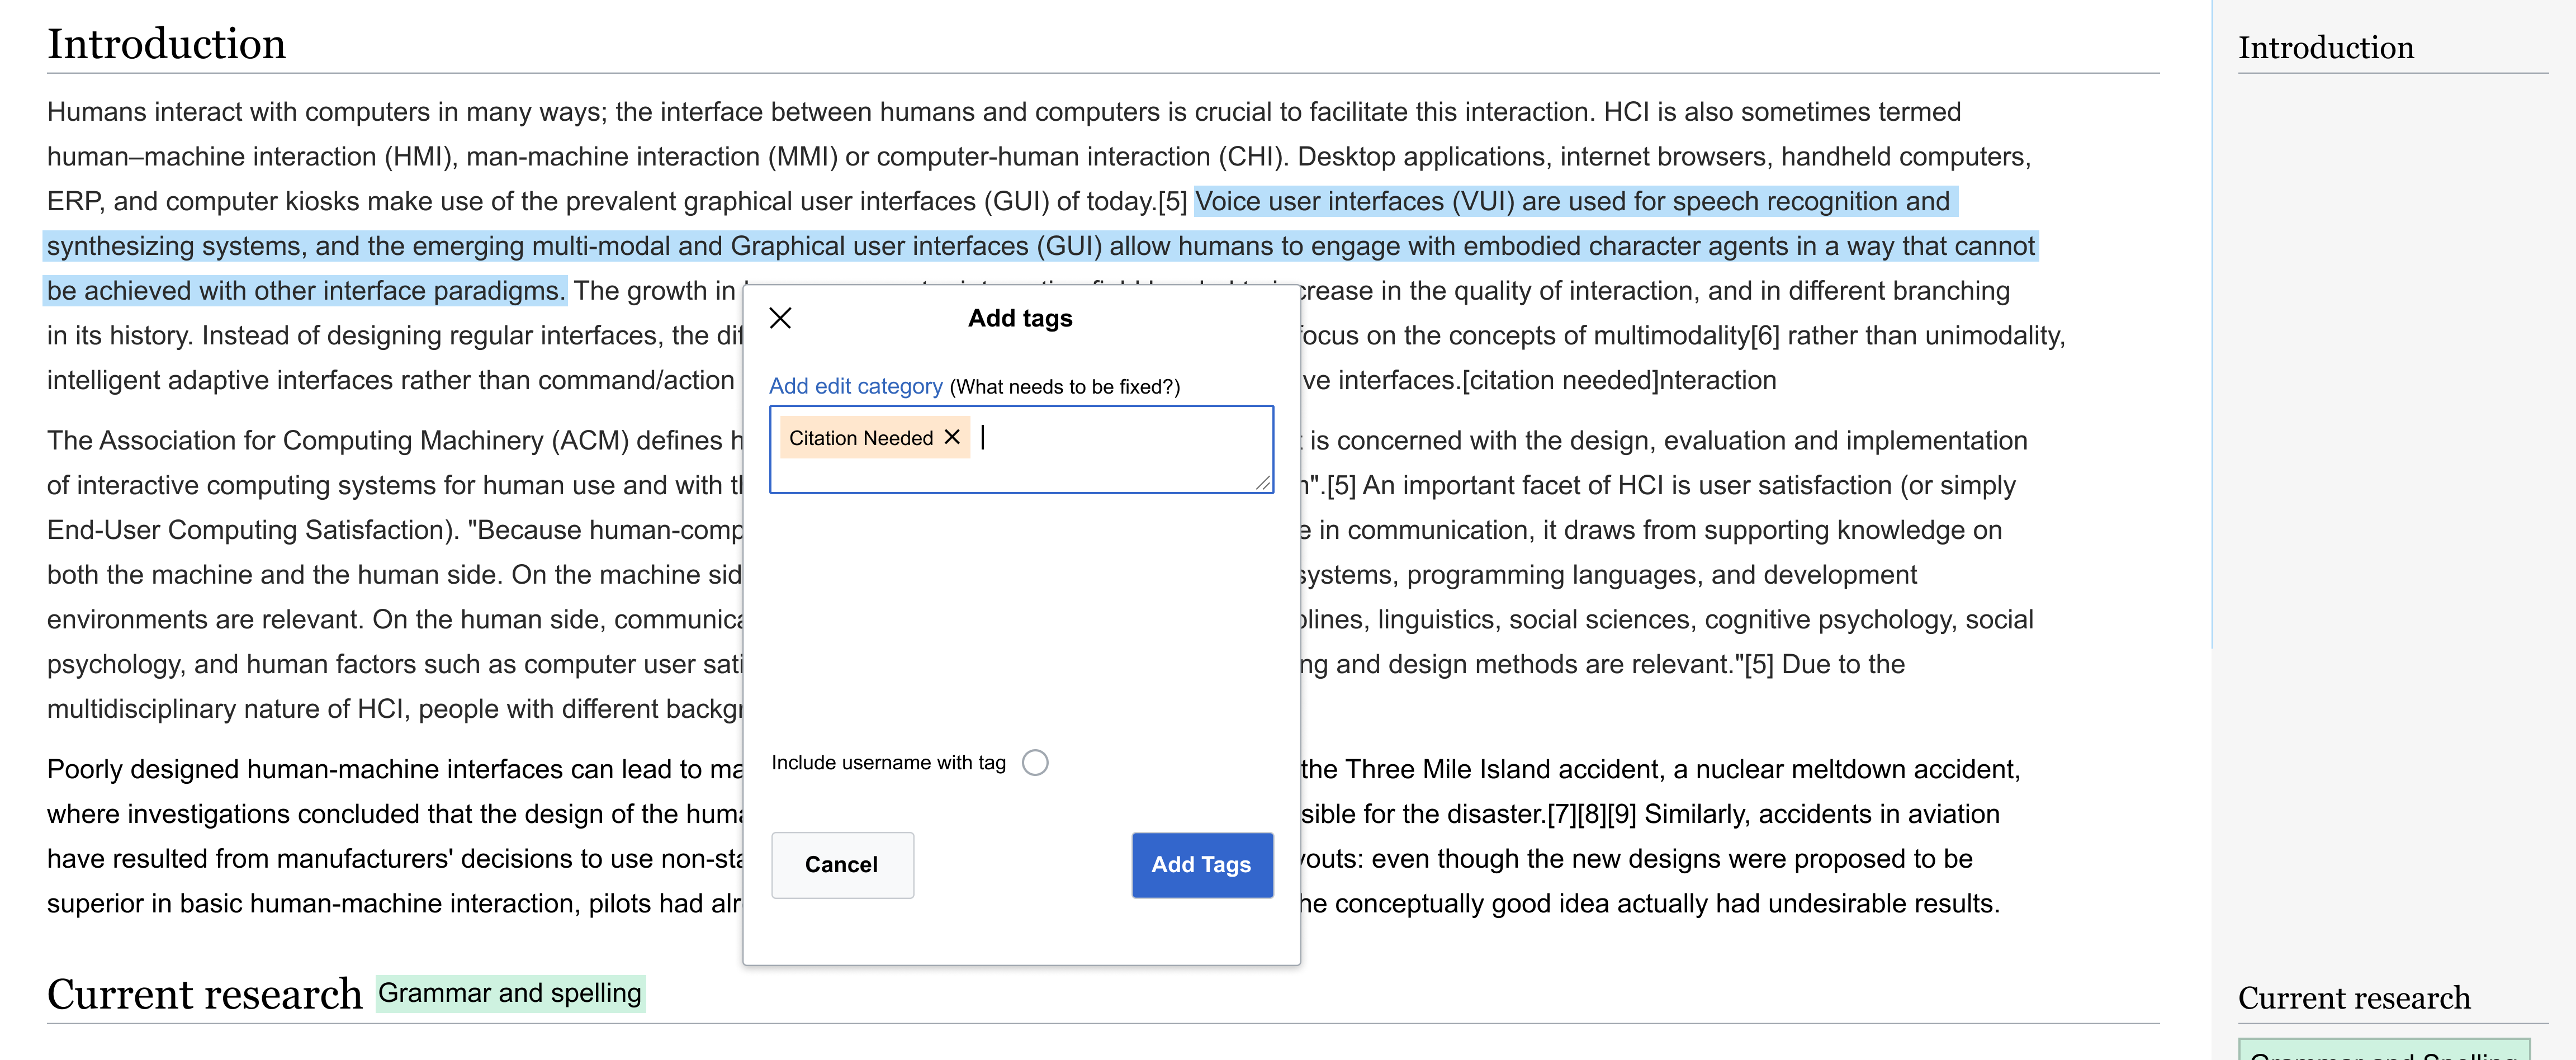 Introduction
Humans interact with computers in many ways; the interface between humans and computers is crucial to facilitate this interaction. HCI is also sometimes termed
human–machine interaction (HMI), man-machine interaction (MMI) or computer-human interaction (CHI). Desktop applications, internet browsers, handheld computers,
ERP, and computer kiosks make use of the prevalent graphical user interfaces (GUI) of today.[5] Voice user interfaces (VUI) are used for speech recognition and
synthesizing systems, and the emerging multi-modal and Graphical user interfaces (GUI) allow humans to engage with embodied character agents in a way that cannot
be achieved with other interface paradigms. The growth in
crease in the quality of interaction, and in different branching
in its history. Instead of designing regular interfaces, the
ocus on the concepts of multimodality[6] rather than unimodality,
intelligent adaptive interfaces rather than command/action
ve interfaces.[citation needed]nteraction
The Association for Computing Machinery (ACM) defines h
is concerned with the design, evaluation and implementation
of interactive computing systems for human use and with
".[5] An important facet of HCI is user satisfaction (or simply
End-User Computing Satisfaction). "Because human-comp
e in communication, it draws from supporting knowledge on
both the machine and the human side. On the machine sid
systems, programming languages, and development
environments are relevant. On the human side, communica
plines, linguistics, social sciences, cognitive psychology, social
psychology, and human factors such as computer user sati
ng and design methods are relevant."[5] Due to the
multidisciplinary nature of HCI, people with different backgr
Poorly designed human-machine interfaces can lead to ma
the Three Mile Island accident, a nuclear meltdown accident,
where investigations concluded that the design of the huma
sible for the disaster.[7][8][9] Similarly, accidents in aviation
have resulted from manufacturers' decisions to use non-sta
youts: even though the new designs were proposed to be
superior in basic human-machine interaction, pilots had alr
he conceptually good idea actually had undesirable results.
Add tags
Add edit category (What needs to be fixed?)
Citation Needed
Include username with tag
Cancel
Add Tags
Current research Grammar and spelling
Introduction
Current research
Grammar and Spelling